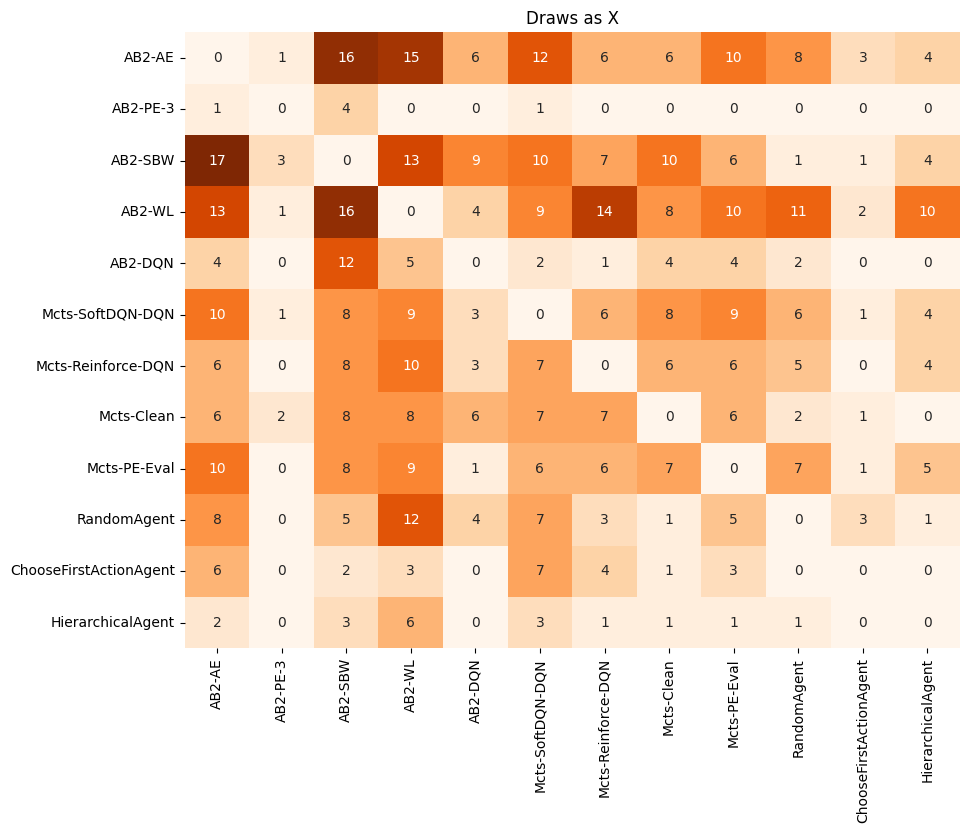 Draws as X
AB2-AE 0 1 16 15 6 12 6 6 10 8 3 4
AB2-PE-3 1 0 4 0 0 1 0 0 0 0 0 0
AB2-SBW 17 3 0 13 9 10 7 10 6 1 1 4
AB2-WL 13 1 16 0 4 9 14 8 10 11 2 10
AB2-DQN 4 0 12 5 0 2 1 4 4 2 0 0
Mcts-SoftDQN-DQN 10 1 8 9 3 0 6 8 9 6 1 4
Mcts-Reinforce-DQN 6 0 8 10 3 7 0 6 6 5 0 4
Mcts-Clean 6 2 8 8 6 7 7 0 6 2 1 0
Mcts-PE-Eval 10 0 8 9 1 6 6 7 0 7 1 5
RandomAgent 8 0 5 12 4 7 3 1 5 0 3 1
ChooseFirstActionAgent 6 0 2 3 0 7 4 1 3 0 0 0
HierarchicalAgent 2 0 3 6 0 3 1 1 1 1 0 0
AB2-AE
AB2-PE-3
AB2-SBW
AB2-WL
AB2-DQN
Mcts-SoftDQN-DQN
Mcts-Reinforce-DQN
Mcts-Clean
Mcts-PE-Eval
RandomAgent
ChooseFirstActionAgent
HierarchicalAgent